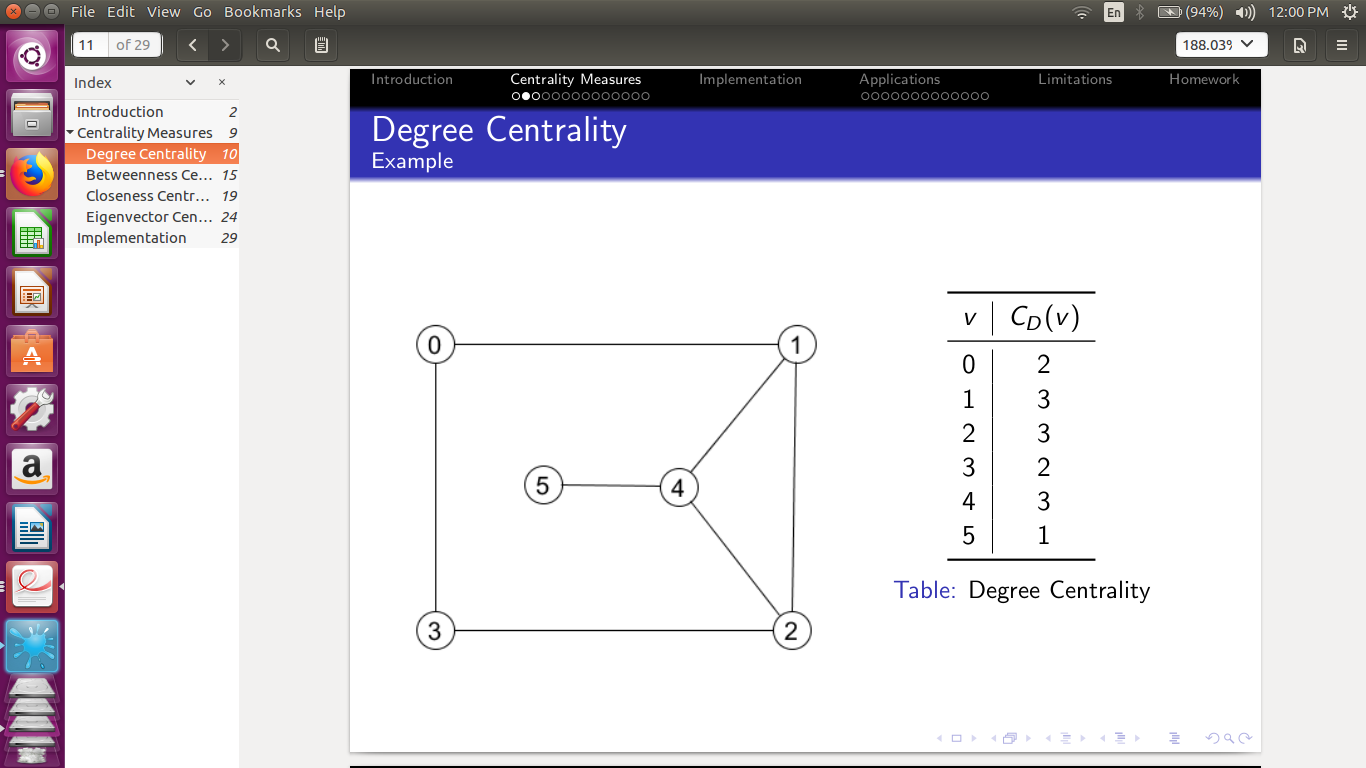 File Edit View Go Bookmarks Help En (94%) 12:00 PM
11 of 29 188.03%
Index ×
Introduction 2
Centrality Measures 9
Degree Centrality 10
Betweenness Ce... 15
Closeness Centr... 19
Eigenvector Cen... 24
Implementation 29
Introduction Centrality Measures Implementation Applications Limitations Homework
Degree Centrality
Example
0 1
5 4
3 2
v C_D(v)
0 2
1 3
2 3
3 2
4 3
5 1
Table: Degree Centrality